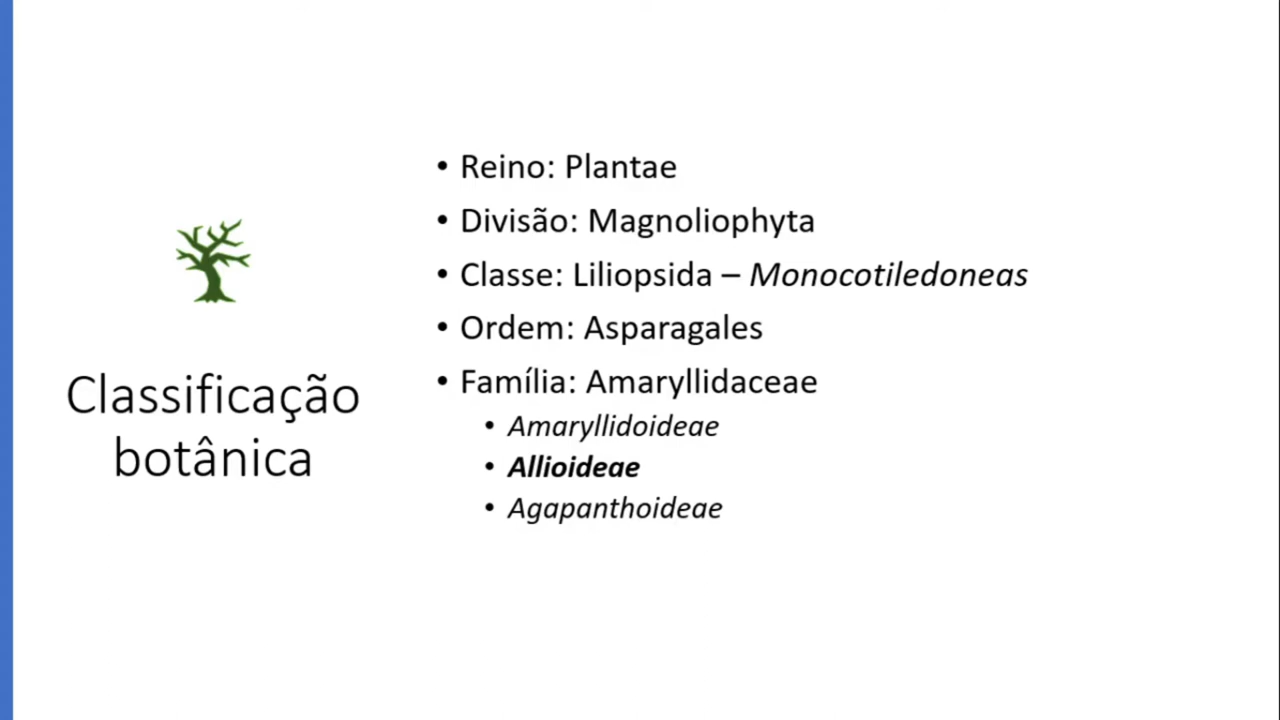 Classificação
botânica
• Reino: Plantae
• Divisão: Magnoliophyta
• Classe: Liliopsida – Monocotiledoneas
• Ordem: Asparagales
• Família: Amaryllidaceae
• Amaryllidoideae
• Allioideae
• Agapanthoideae